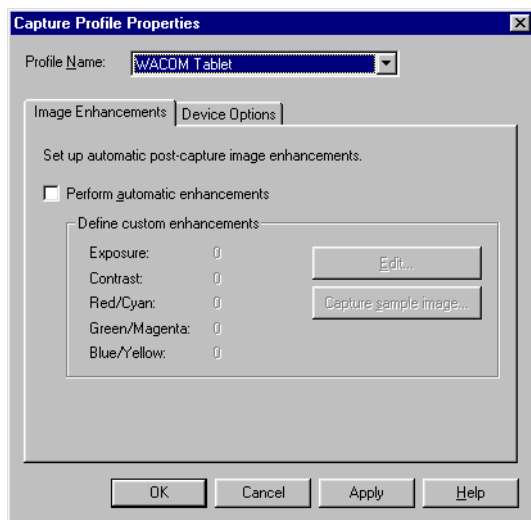 Capture Profile Properties
Profile Name: WACOM Tablet
Image Enhancements Device Options
Set up automatic post-capture image enhancements.
Perform automatic enhancements
Define custom enhancements
Exposure: 0 Edit...
Contrast: 0
Red/Cyan: 0 Capture sample image...
Green/Magenta: 0
Blue/Yellow: 0
OK Cancel Apply Help